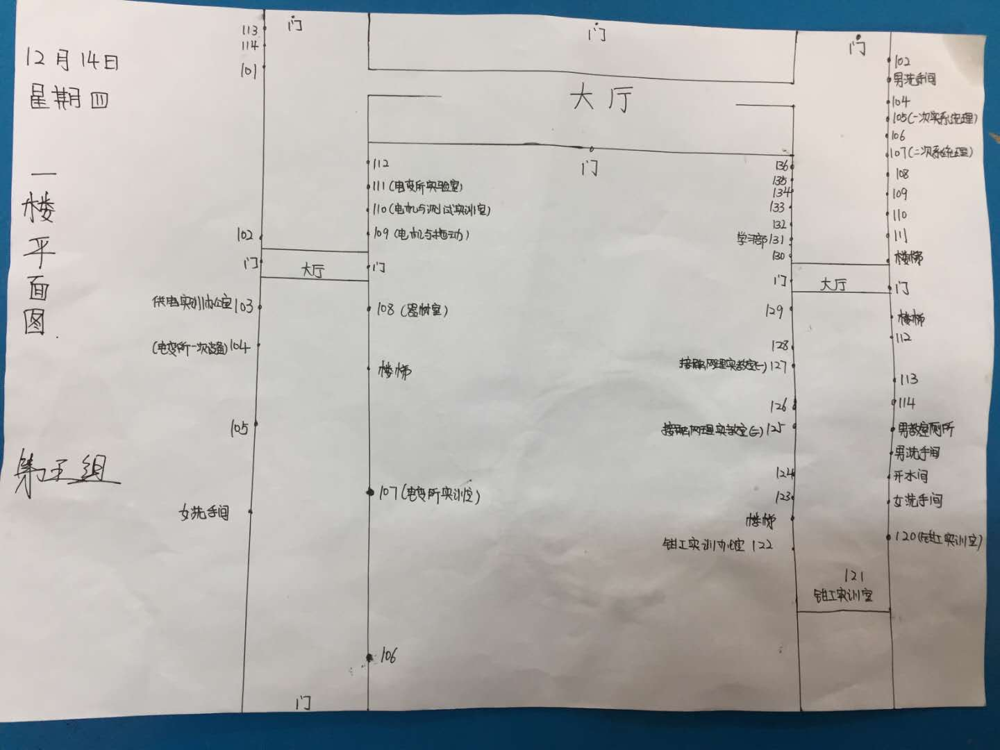 12月14日
星期四
一楼平面图
第五组
113
114
101
门
102
门
大厅
门
供电实训办公室103
(电变所一次设备)104
105
女洗手间
门
112
111(电变所实验室)
110(电机与测试实训室)
109(电机与拖动)
108(器材室)
楼梯
107(电变所实训室)
106
门
大厅
门
136
135
134
133
132
学习部131
130
门
129
128
接触网理实教室(一)127
126
接触网理实教室(二)125
124
123
楼梯
钳工实训办公室 122
大厅
121
钳工实训室
门
102
男洗手间
104
105(一次实系统理)
106
107(二次系统理)
108
109
110
111
楼梯
门
楼梯
112
113
114
男教室厕所
男洗手间
开水间
女洗手间
120(钳工实训室)